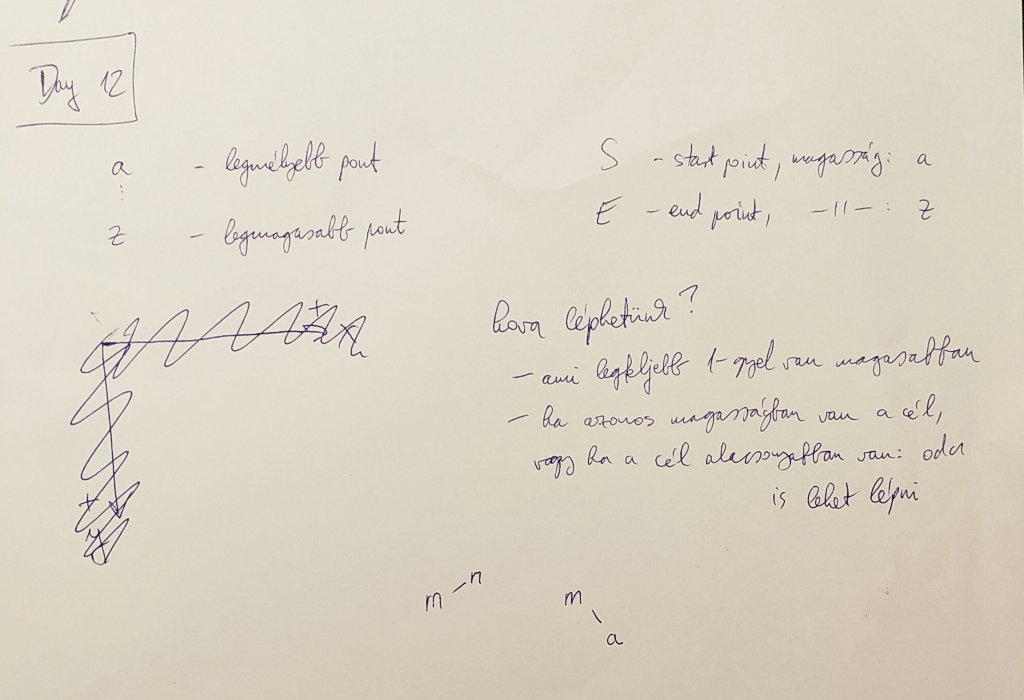 Day 12
a - legmélyebb pont
⋮
z - legmagasabb pont
S - start point, magasság: a
E - end point, -||- : z
hova léphetünk?
- ami legfeljebb 1-gyel van magasabban
- ha azonos magasságban van a cél,
vagy ha a cél alacsonyabban van: oda
is lehet lépni
m n
m
a